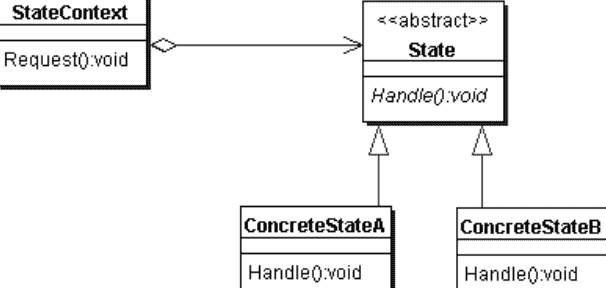 StateContext
Request():void
<<abstract>>
State
Handle():void
ConcreteStateA
Handle():void
ConcreteStateB
Handle():void